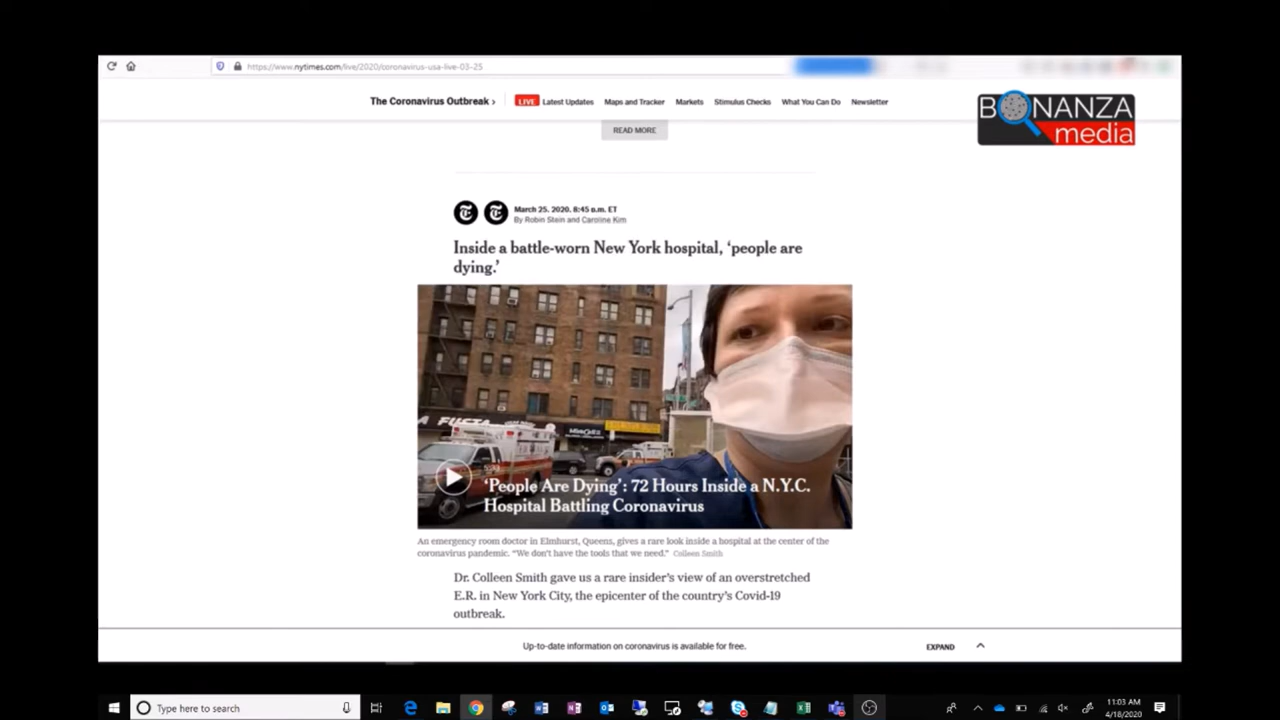 https://www.nytimes.com/live/2020/coronavirus-usa-live-03-25
The Coronavirus Outbreak ›
LIVE Latest Updates Maps and Tracker Markets Stimulus Checks What You Can Do Newsletter
BONANZA
media
READ MORE
March 25, 2020, 8:45 p.m. ET
By Robin Stein and Caroline Kim
Inside a battle-worn New York hospital, ‘people are
dying.’
‘People Are Dying’: 72 Hours Inside a N.Y.C.
Hospital Battling Coronavirus
An emergency room doctor in Elmhurst, Queens, gives a rare look inside a hospital at the center of the
coronavirus pandemic. “We don't have the tools that we need.” Colleen Smith
Dr. Colleen Smith gave us a rare insider’s view of an overstretched
E.R. in New York City, the epicenter of the country’s Covid-19
outbreak.
Up-to-date information on coronavirus is available for free.
EXPAND
Type here to search
11:03 AM
4/18/2020